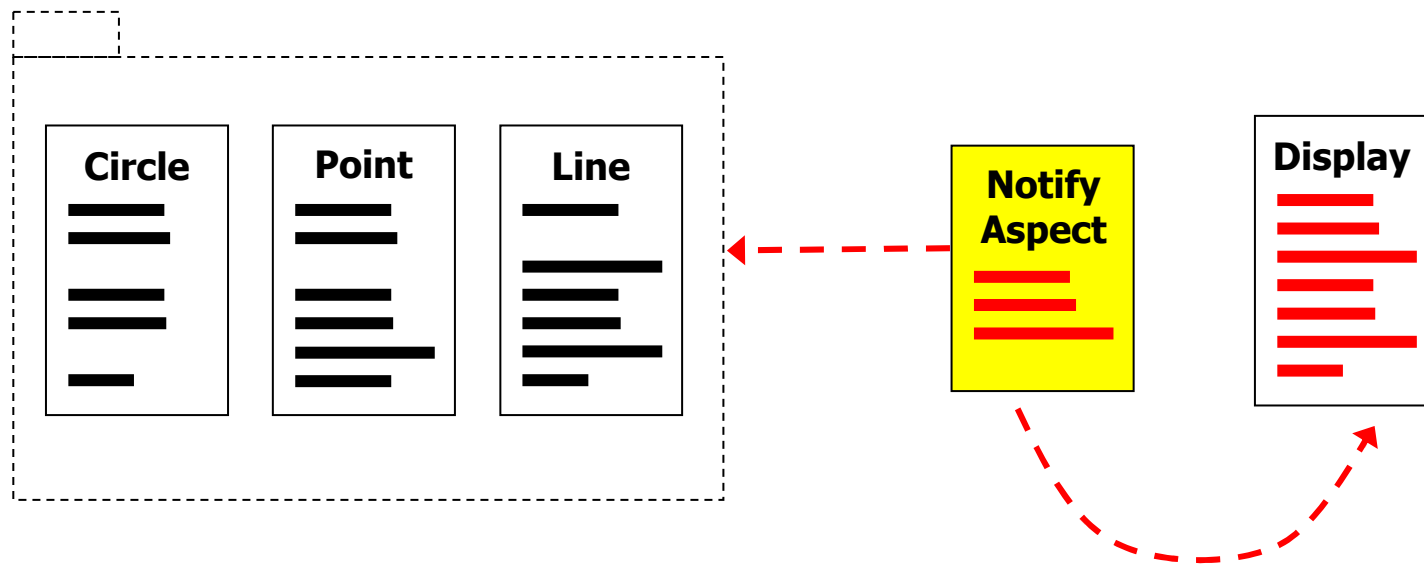 Circle
Point
Line
Notify
Aspect
Display